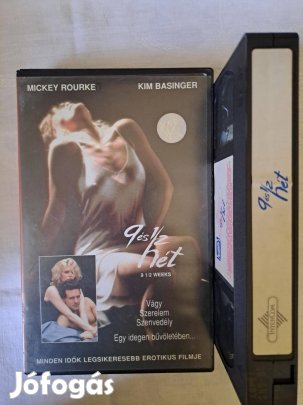 MICKEY ROURKE KIM BASINGER
9 és 1/2
hét
9 1/2 WEEKS
Vágy
Szerelem
Szenvedély
Egy idegen bűvöletében...
MINDEN IDŐK LEGSIKERESEBB EROTIKUS FILMJE
9 és 1/2
hét
INTERCOM
Jófogás